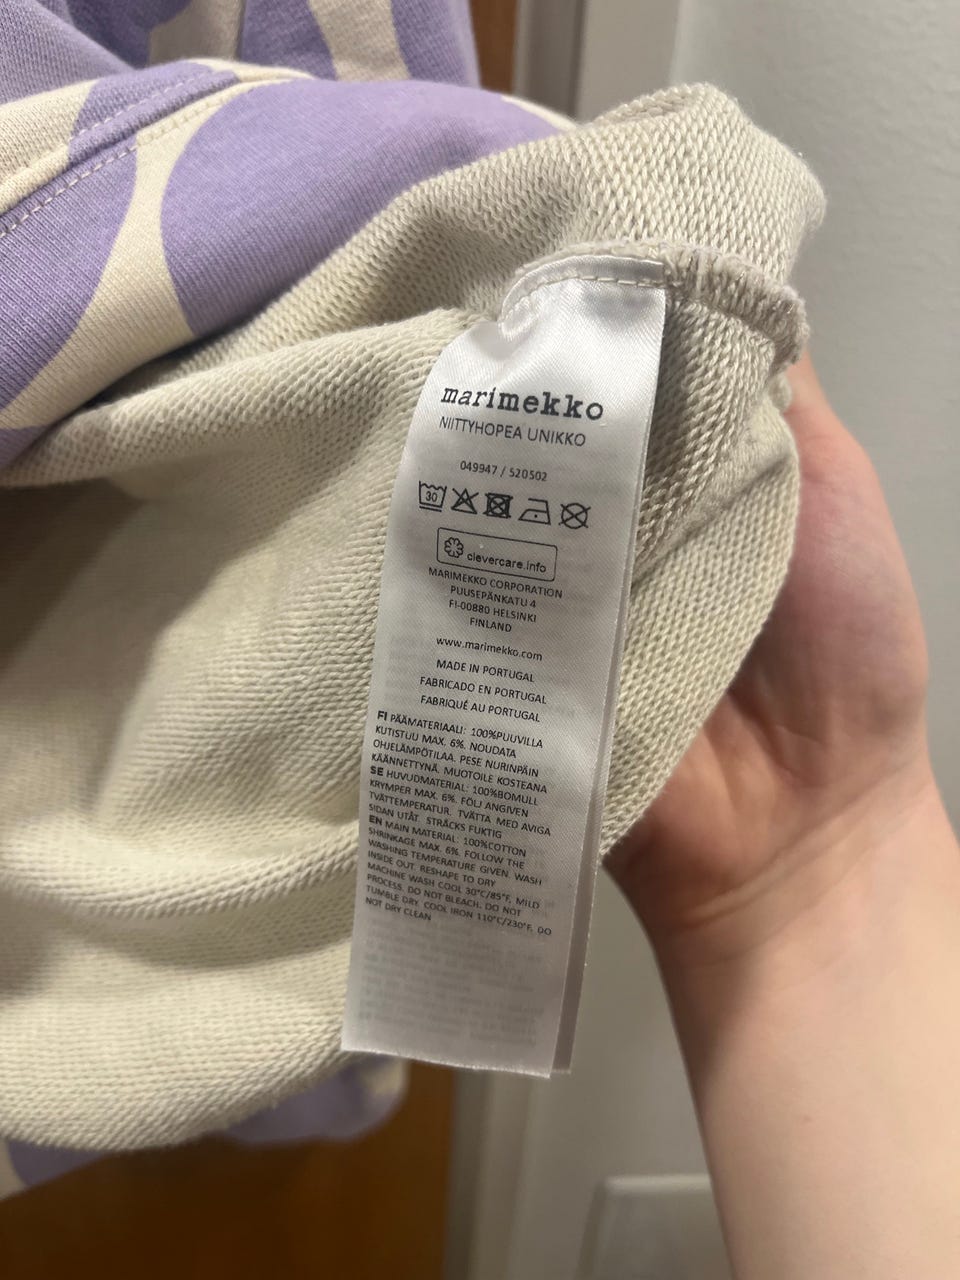 marimekko
NIITTYHOPEA UNIKKO
049947 / 520502
30
clevercare.info
MARIMEKKO CORPORATION
PUUSEPÄNKATU 4
FI-00880 HELSINKI
FINLAND
www.marimekko.com
MADE IN PORTUGAL
FABRICADO EN PORTUGAL
FABRIQUÉ AU PORTUGAL
FI PÄÄMATERIAALI: 100%PUUVILLA
KUTISTUU MAX. 6%. NOUDATA
OHJELÄMPÖTILAA. PESE NURINPÄIN
KÄÄNNETTYNÄ. MUOTOILE KOSTEANA
SE HUVUDMATERIAL: 100%BOMULL
KRYMPER MAX. 6%. FÖLJ ANGIVEN
TVÄTTEMPERATUR. TVÄTTA MED AVIGA
SIDAN UTÅT. STRÄCKS FUKTIG
EN MAIN MATERIAL: 100%COTTON
SHRINKAGE MAX. 6%. FOLLOW THE
WASHING TEMPERATURE GIVEN. WASH
INSIDE OUT. RESHAPE TO DRY
MACHINE WASH COOL 30°C/85°F, MILD
PROCESS. DO NOT BLEACH. DO NOT
TUMBLE DRY. COOL IRON 110°C/230°F. DO
NOT DRY CLEAN